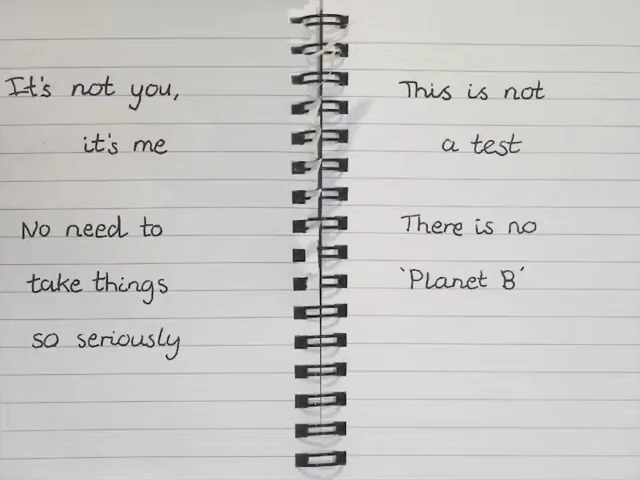 It's not you,
it's me
No need to
take things
so seriously
This is not
a test
There is no
'Planet B'